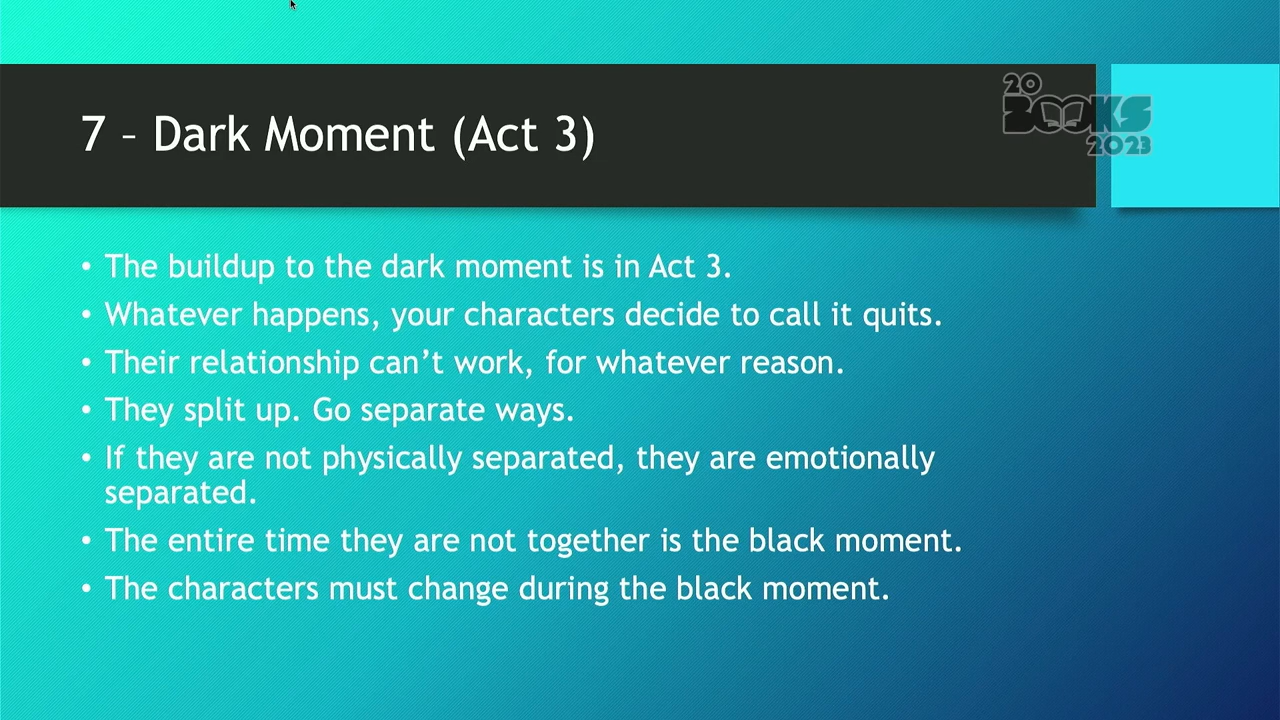 20
BOOKS
2023
7 – Dark Moment (Act 3)
• The buildup to the dark moment is in Act 3.
• Whatever happens, your characters decide to call it quits.
• Their relationship can’t work, for whatever reason.
• They split up. Go separate ways.
• If they are not physically separated, they are emotionally
separated.
• The entire time they are not together is the black moment.
• The characters must change during the black moment.